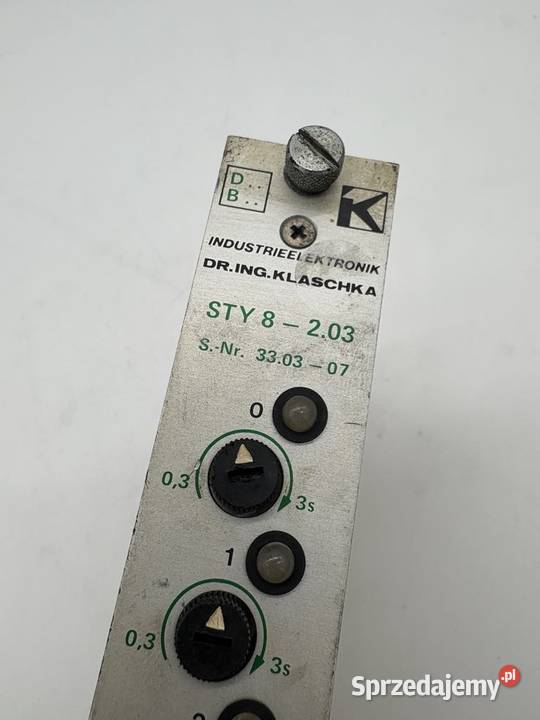 D..
B..
K
INDUSTRIEELEKTRONIK
DR.ING.KLASCHKA
STY 8 – 2.03
S.-Nr. 33.03 – 07
0
0,3 3s
1
0,3 3s
Sprzedajemy.pl